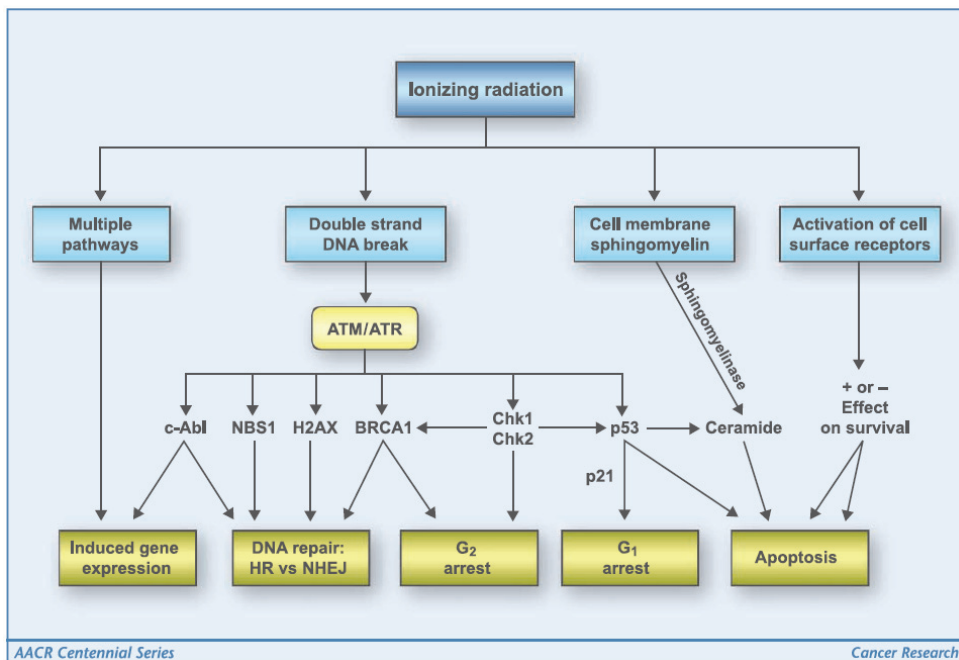 Ionizing radiation
Multiple
pathways
Double strand
DNA break
Cell membrane
sphingomyelin
Activation of cell
surface receptors
ATM/ATR
Sphingomyelinase
c-Abl
NBS1
H2AX
BRCA1
Chk1
Chk2
p53
Ceramide
+ or –
Effect
on survival
p21
Induced gene
expression
DNA repair:
HR vs NHEJ
G₂
arrest
G₁
arrest
Apoptosis
AACR Centennial Series
Cancer Research